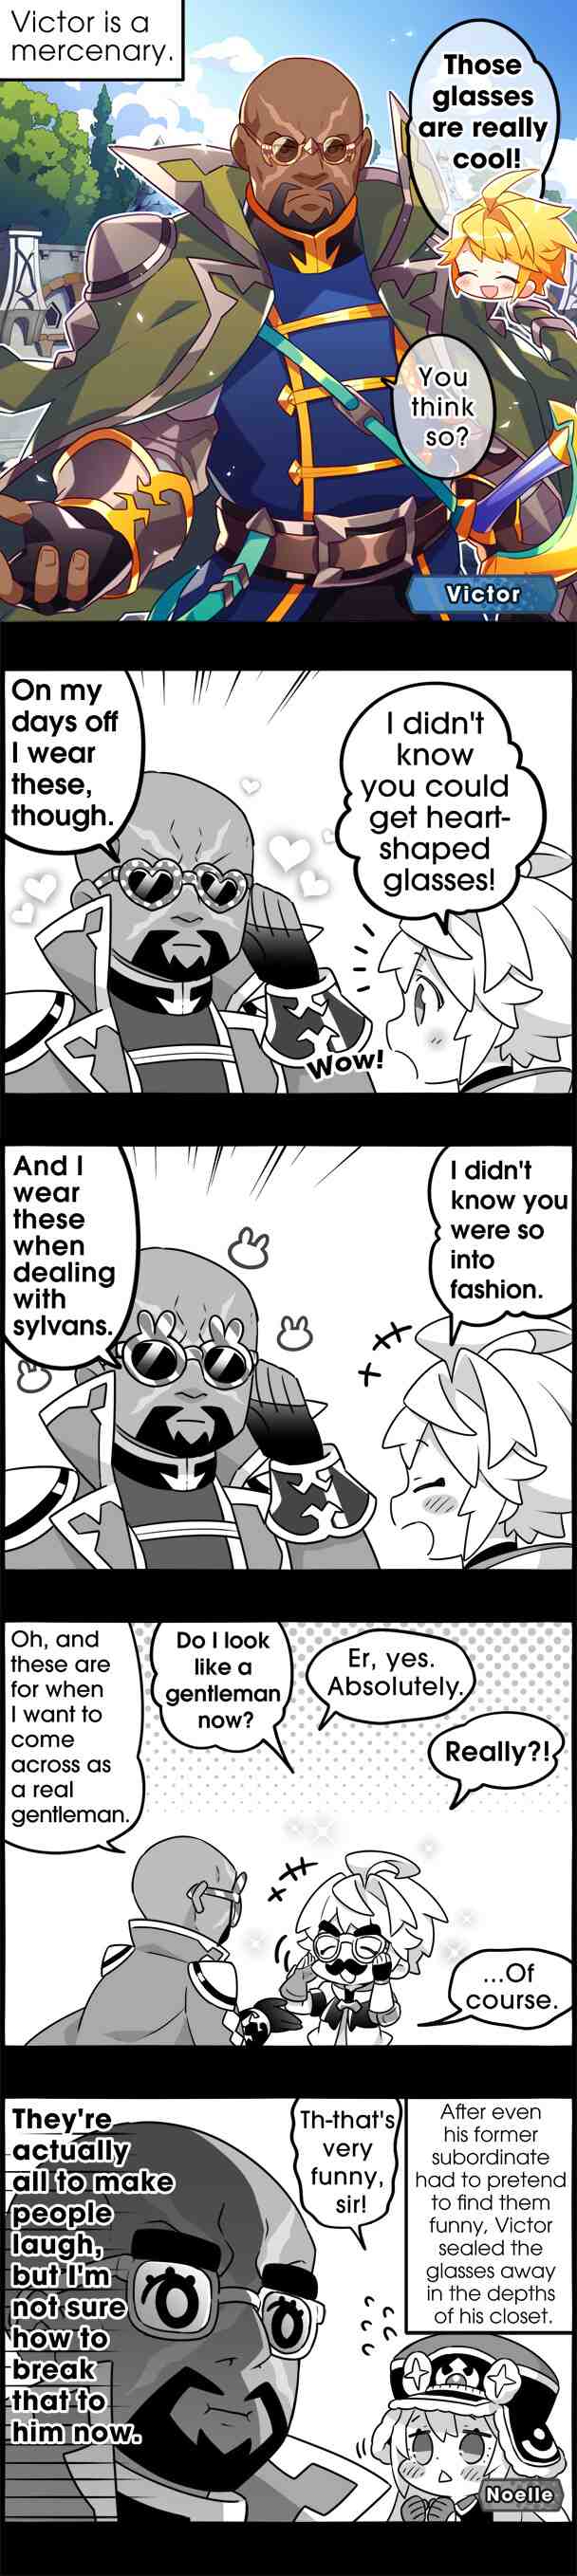 Victor is a
mercenary.
Those
glasses
are really
cool!
You
think
so?
Victor
On my
days off
I wear
these,
though.
I didn't
know
you could
get heart-
shaped
glasses!
Wow!
And I
wear
these
when
dealing
with
sylvans.
I didn't
know you
were so
into
fashion.
Oh, and
these are
for when
I want to
come
across as
a real
gentleman.
Do I look
like a
gentleman
now?
Er, yes.
Absolutely.
Really?!
...Of
course.
They're
actually
all to make
people
laugh,
but I'm
not sure
how to
break
that to
him now.
Th-that's
very
funny,
sir!
After even
his former
subordinate
had to pretend
to find them
funny, Victor
sealed the
glasses away
in the depths
of his closet.
Noelle